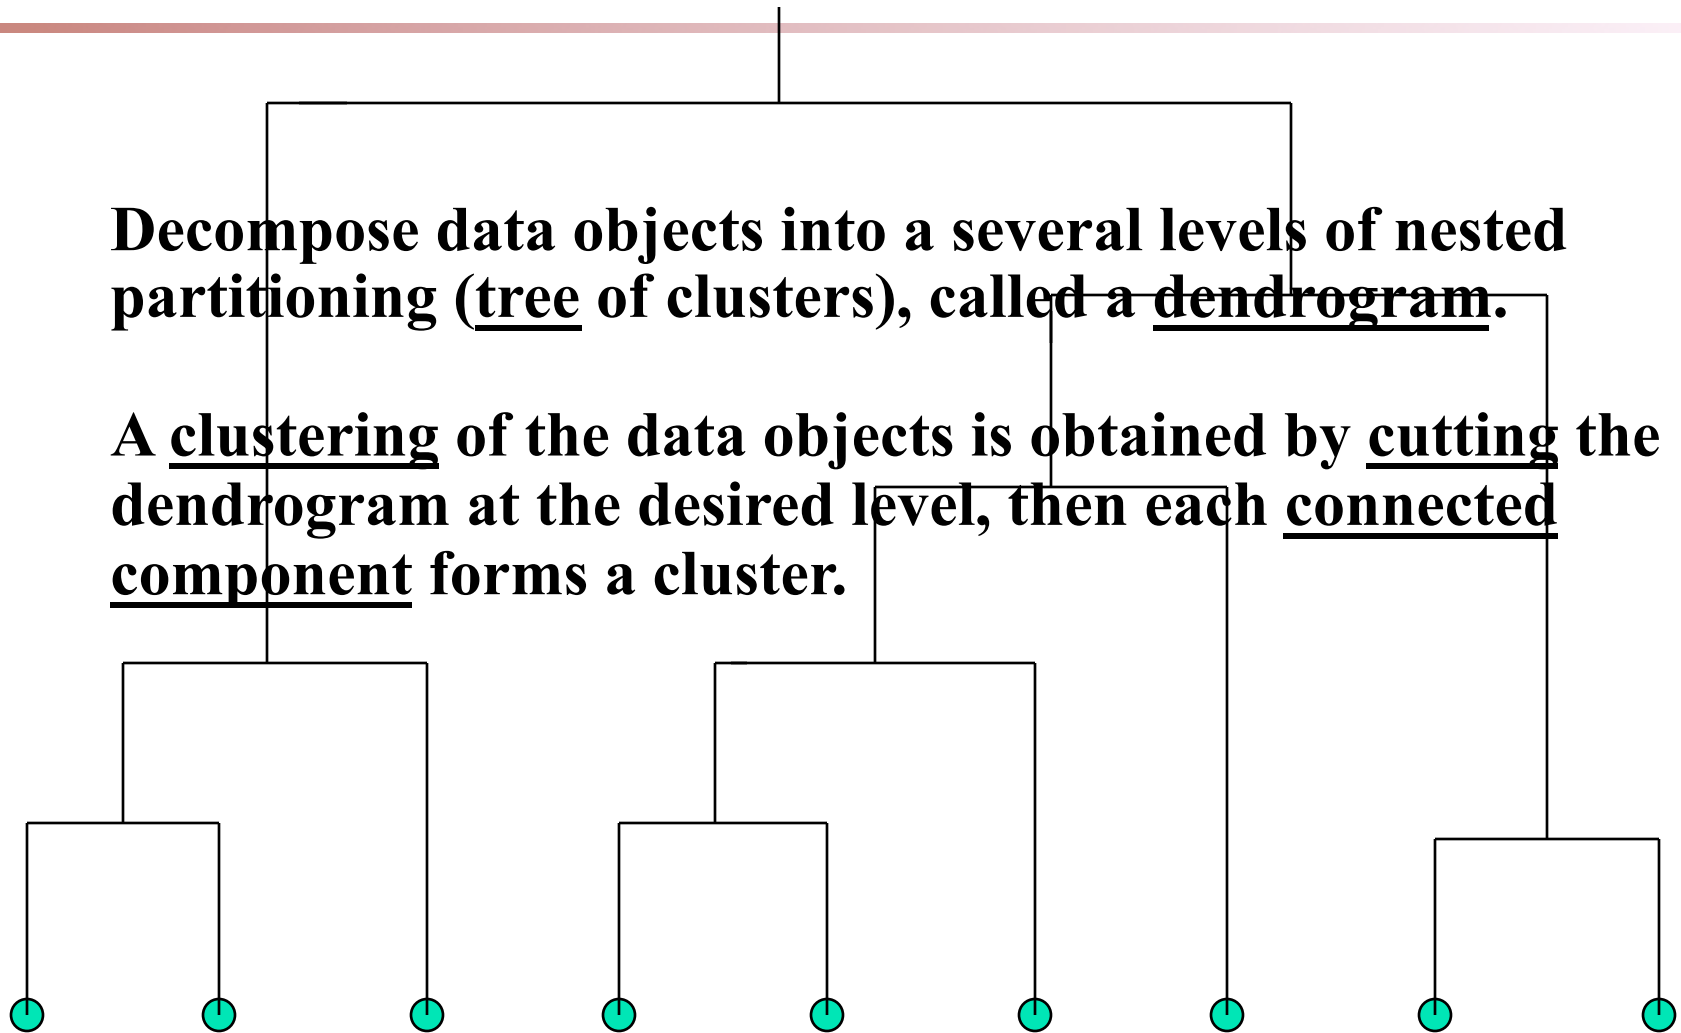 Decompose data objects into a several levels of nested
partitioning (tree of clusters), called a dendrogram.
A clustering of the data objects is obtained by cutting the
dendrogram at the desired level, then each connected
component forms a cluster.